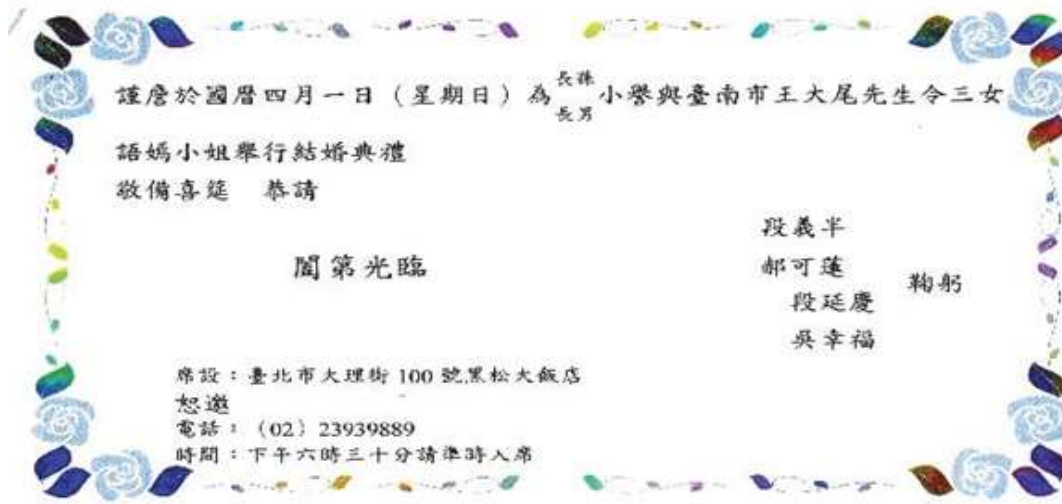 謹詹於國曆四月一日（星期日）為長孫長男小譽與臺南市王大尾先生令三女
語嫣小姐舉行結婚典禮
敬備喜筵　恭請
闔第光臨
段義半
郝可蓮
段延慶
吳幸福
鞠躬
席設：臺北市大理街 100 號黑松大飯店
恕邀
電話：（02）23939889
時間：下午六時三十分請準時入席